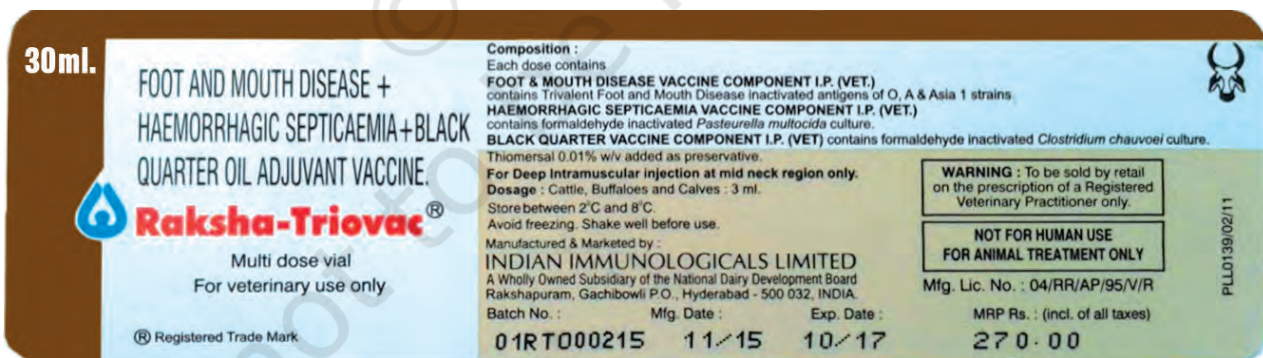 30ml.
FOOT AND MOUTH DISEASE +
HAEMORRHAGIC SEPTICAEMIA+BLACK
QUARTER OIL ADJUVANT VACCINE.
Raksha-Triovac®
Multi dose vial
For veterinary use only
® Registered Trade Mark
Composition :
Each dose contains
FOOT & MOUTH DISEASE VACCINE COMPONENT I.P. (VET.)
contains Trivalent Foot and Mouth Disease inactivated antigens of O, A & Asia 1 strains
HAEMORRHAGIC SEPTICAEMIA VACCINE COMPONENT I.P. (VET.)
contains formaldehyde inactivated Pasteurella multocida culture.
BLACK QUARTER VACCINE COMPONENT I.P. (VET) contains formaldehyde inactivated Clostridium chauvoei culture.
Thiomersal 0.01% w/v added as preservative.
For Deep Intramuscular injection at mid neck region only.
Dosage : Cattle, Buffaloes and Calves : 3 ml.
Store between 2°C and 8°C.
Avoid freezing. Shake well before use.
Manufactured & Marketed by :
INDIAN IMMUNOLOGICALS LIMITED
A Wholly Owned Subsidiary of the National Dairy Development Board
Rakshapuram, Gachibowli P.O., Hyderabad - 500 032, INDIA.
WARNING : To be sold by retail
on the prescription of a Registered
Veterinary Practitioner only.
NOT FOR HUMAN USE
FOR ANIMAL TREATMENT ONLY
Mfg. Lic. No. : 04/RR/AP/95/V/R
Batch No. : Mfg. Date : Exp. Date : MRP Rs. : (incl. of all taxes)
01RT000215 11/15 10/17 270.00
PLL0139/02/11
©
not to